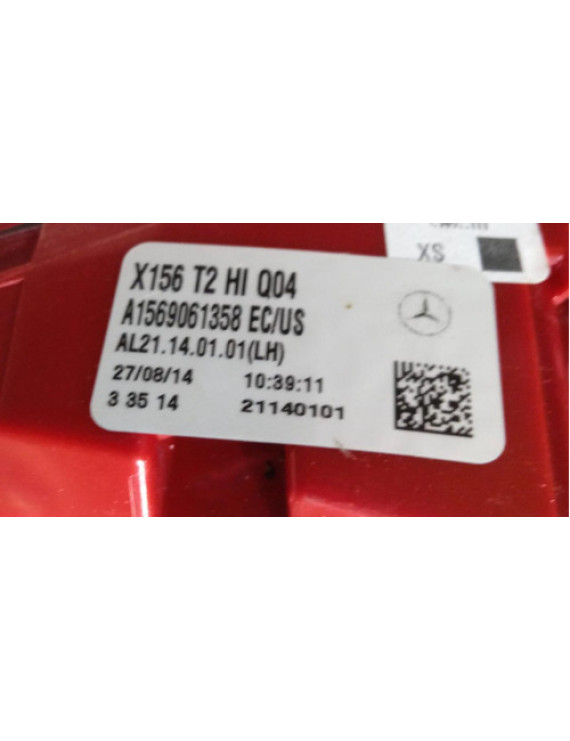 XS
X156 T2 HI Q04
A1569061358 EC/US
AL21.14.01.01(LH)
27/08/14 10:39:11
3 35 14 21140101